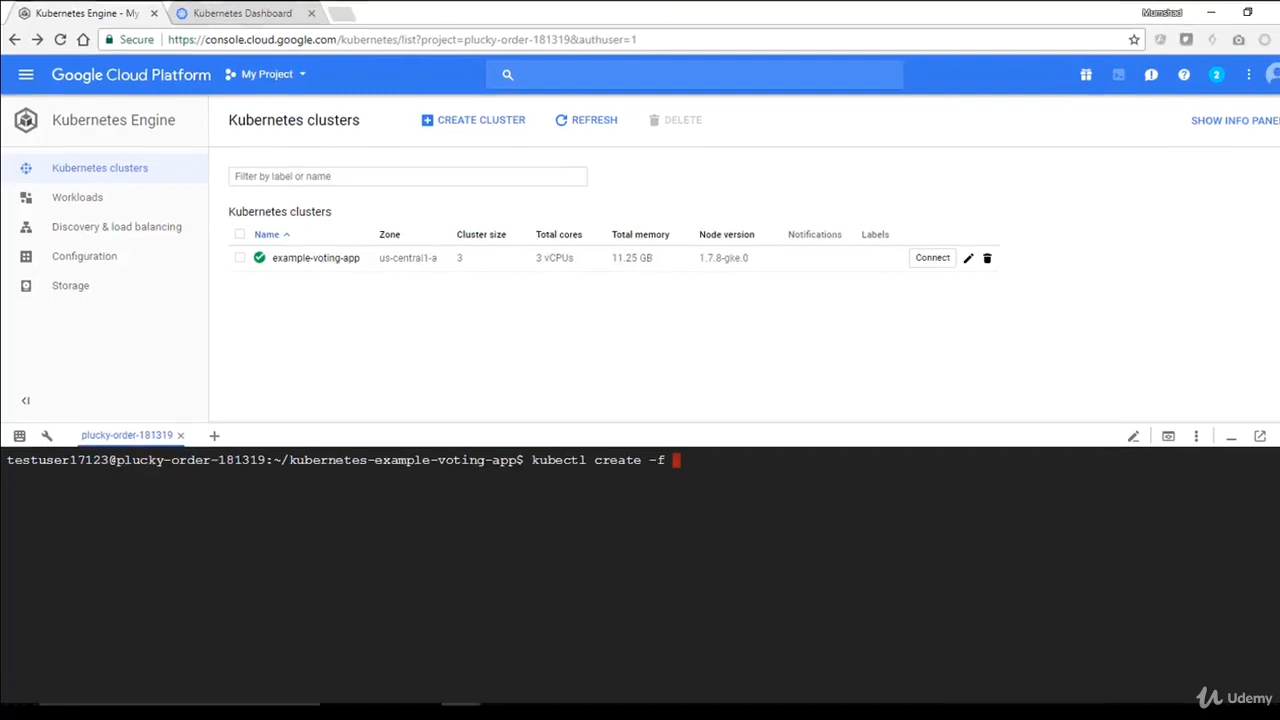 Kubernetes Engine - My
Kubernetes Dashboard
Mumshad
Secure
https://console.cloud.google.com/kubernetes/list?project=plucky-order-181319&authuser=1
Google Cloud Platform
My Project
2
Kubernetes Engine
Kubernetes clusters
CREATE CLUSTER
REFRESH
DELETE
SHOW INFO PANE
Kubernetes clusters
Workloads
Discovery & load balancing
Configuration
Storage
Filter by label or name
Kubernetes clusters
Name Zone Cluster size Total cores Total memory Node version Notifications Labels
example-voting-app us-central1-a 3 3 vCPUs 11.25 GB 1.7.8-gke.0 Connect
plucky-order-181319
testuser17123@plucky-order-181319:~/kubernetes-example-voting-app$ kubectl create -f
Udemy